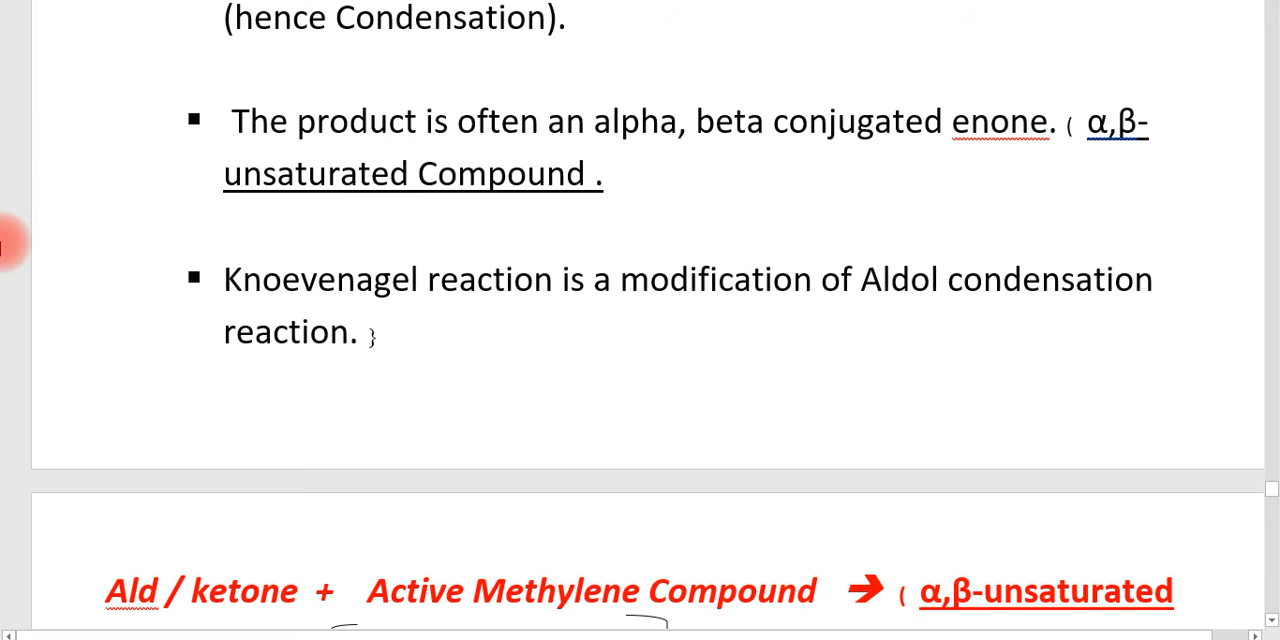 (hence Condensation).
▪ The product is often an alpha, beta conjugated enone. ( α,β-
unsaturated Compound .
▪ Knoevenagel reaction is a modification of Aldol condensation
reaction. }
Ald / ketone + Active Methylene Compound ➔ ( α,β-unsaturated